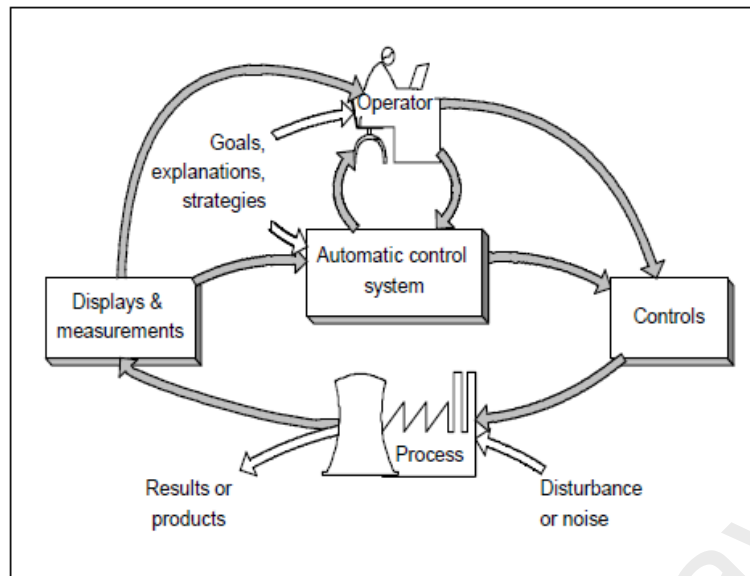 Operator
Goals,
explanations,
strategies
Automatic control
system
Displays &
measurements
Controls
Process
Results or
products
Disturbance
or noise